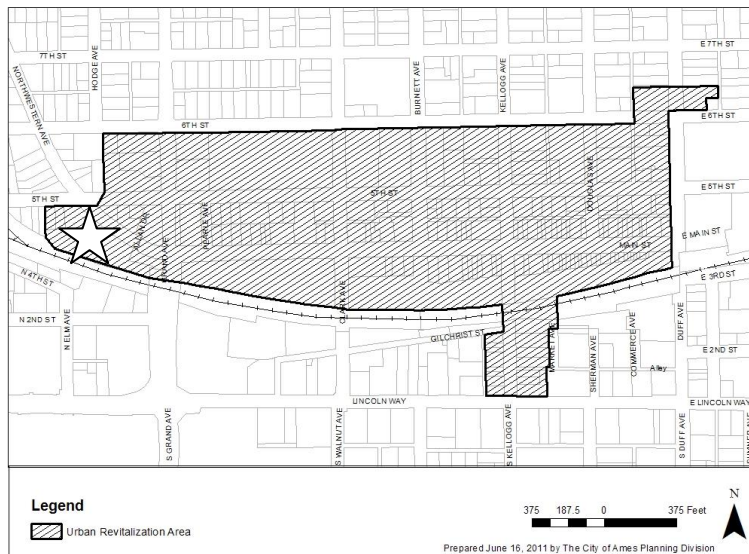 7TH ST
HODGE AVE
NORTHWESTERN AVE
BURNETT AVE
KELLOGG AVE
E 7TH ST
6TH ST
E 6TH ST
5TH ST
5TH ST
DOUGLAS AVE
E 5TH ST
ALLAN DR
GRAND AVE
PEARLE AVE
MAIN ST
E MAIN ST
N 4TH ST
E 3RD ST
N 2ND ST
N ELM AVE
CLARK AVE
GILCHRIST ST
MARKET AVE
SHERMAN AVE
COMMERCE AVE
DUFF AVE
E 2ND ST
Alley
LINCOLN WAY
E LINCOLN WAY
S GRAND AVE
S WALNUT AVE
S KELLOGG AVE
S DUFF AVE
SUMNER AVE
Legend
Urban Revitalization Area
375 187.5 0 375 Feet
N
Prepared June 16, 2011 by The City of Ames Planning Division